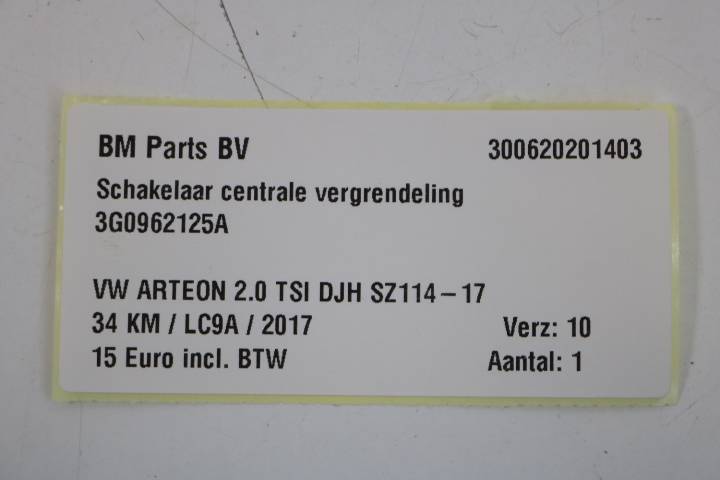 BM Parts BV 300620201403
Schakelaar centrale vergrendeling
3G0962125A
VW ARTEON 2.0 TSI DJH SZ114-17
34 KM / LC9A / 2017 Verz: 10
15 Euro incl. BTW Aantal: 1